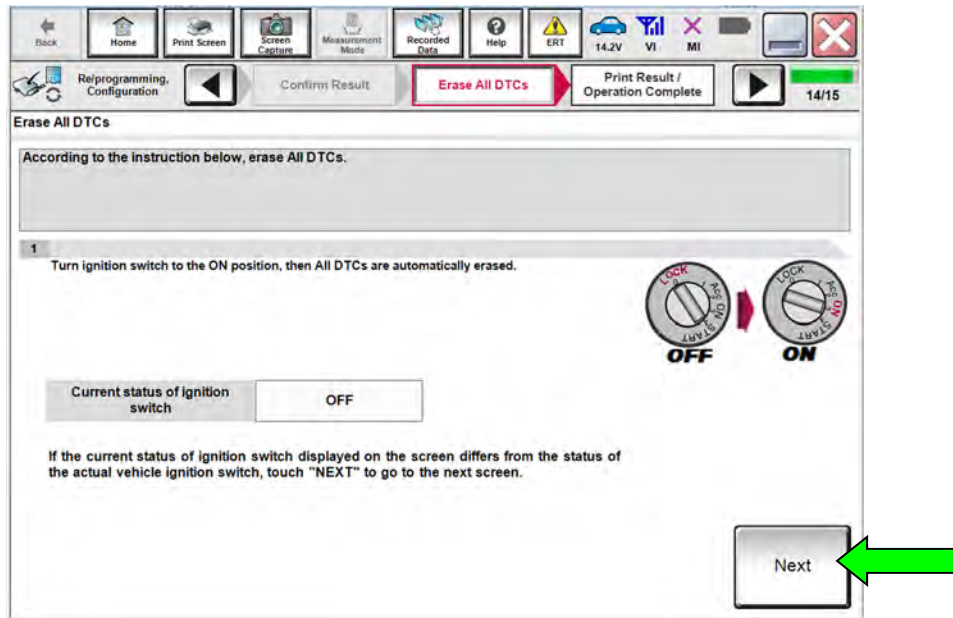 Back
Home
Print Screen
Screen
Capture
Measurement
Mode
Recorded
Data
Help
ERT
14.2V
VI
MI
Re/programming,
Configuration
Confirm Result
Erase All DTCs
Print Result /
Operation Complete
14/15
Erase All DTCs
According to the instruction below, erase All DTCs.
1
Turn ignition switch to the ON position, then All DTCs are automatically erased.
LOCK
0
Acc
ON
START
OFF
LOCK
0
Acc
ON
START
ON
Current status of ignition
switch
OFF
If the current status of ignition switch displayed on the screen differs from the status of
the actual vehicle ignition switch, touch "NEXT" to go to the next screen.
Next